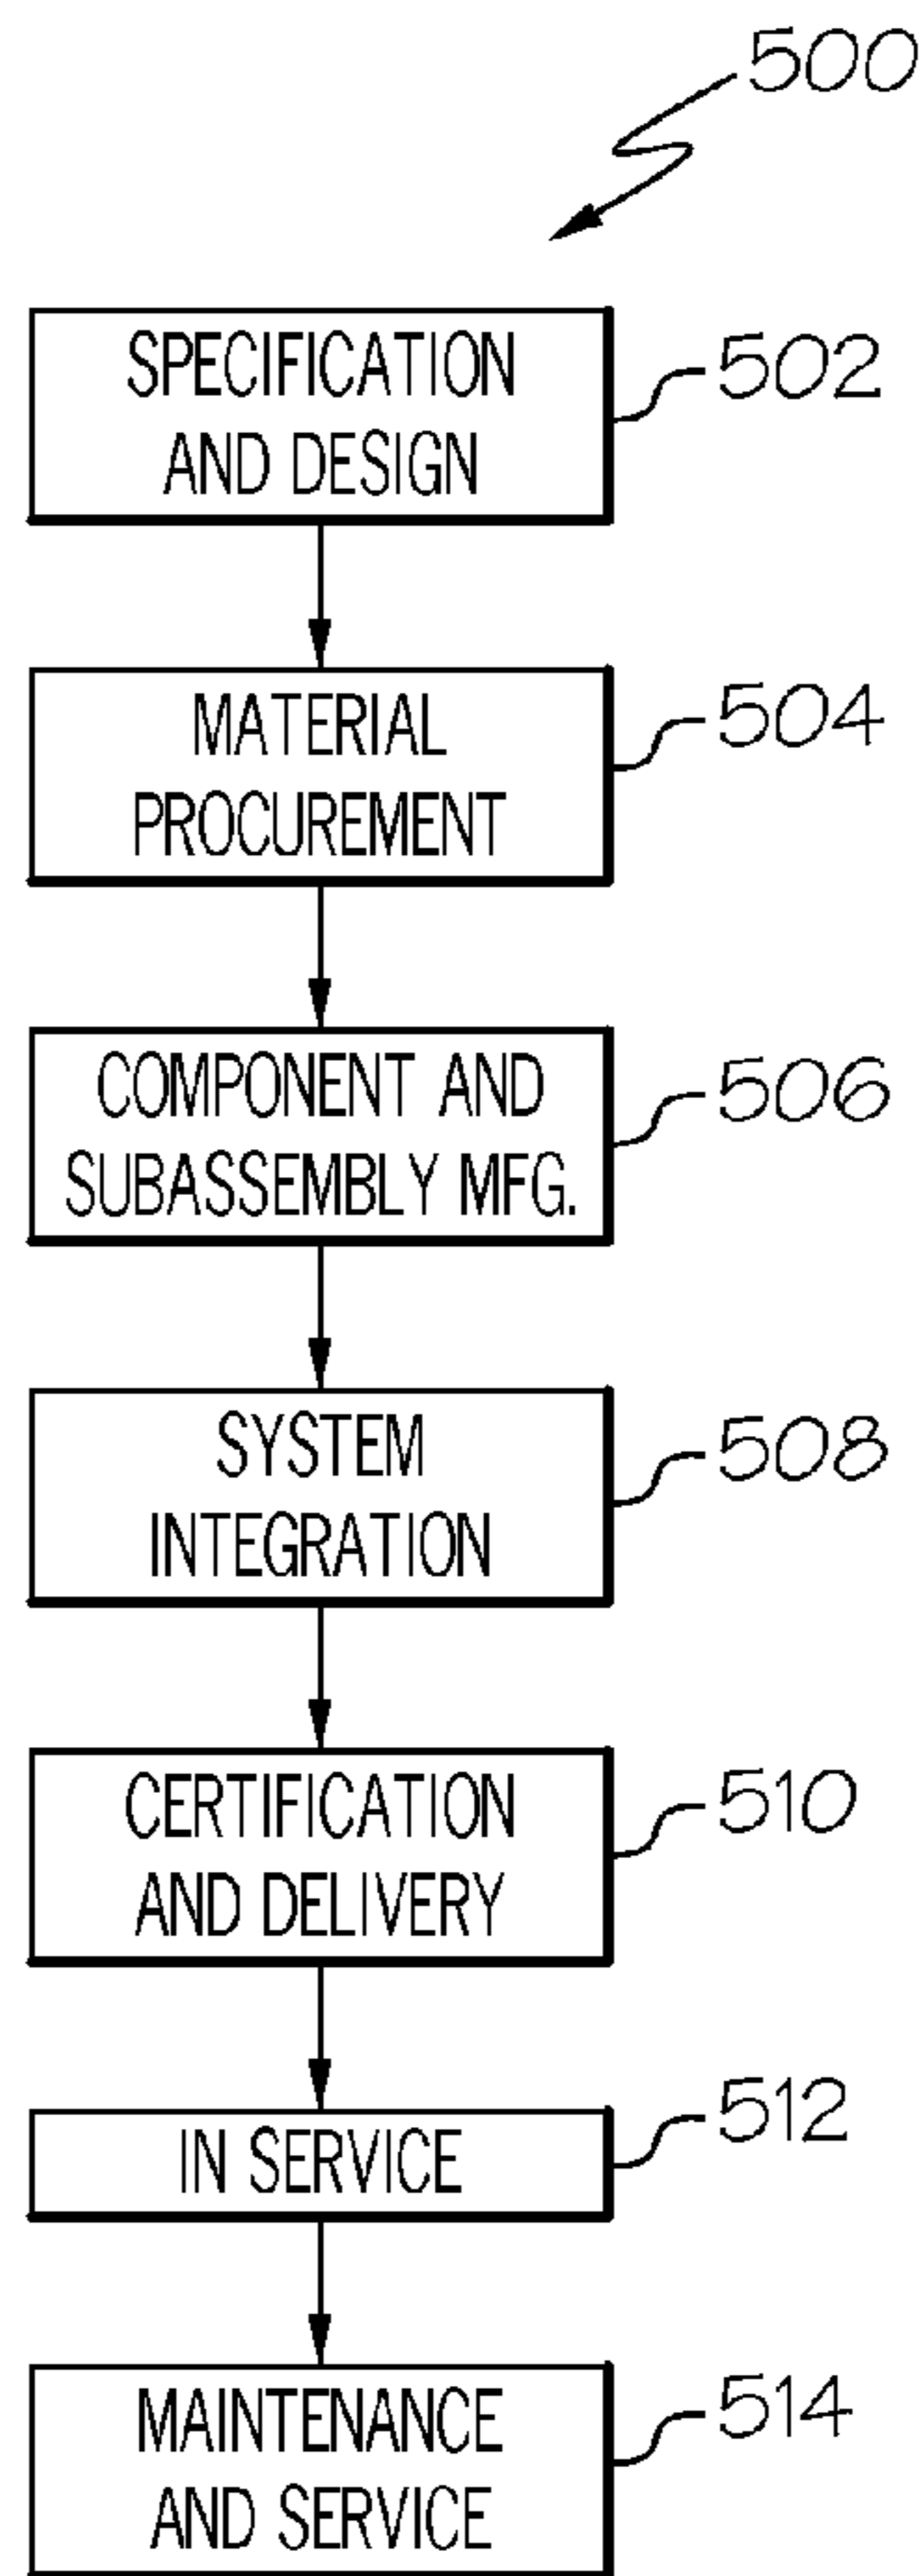 500
SPECIFICATION
AND DESIGN
502
MATERIAL
PROCUREMENT
504
COMPONENT AND
SUBASSEMBLY MFG.
506
SYSTEM
INTEGRATION
508
CERTIFICATION
AND DELIVERY
510
IN SERVICE
512
MAINTENANCE
AND SERVICE
514